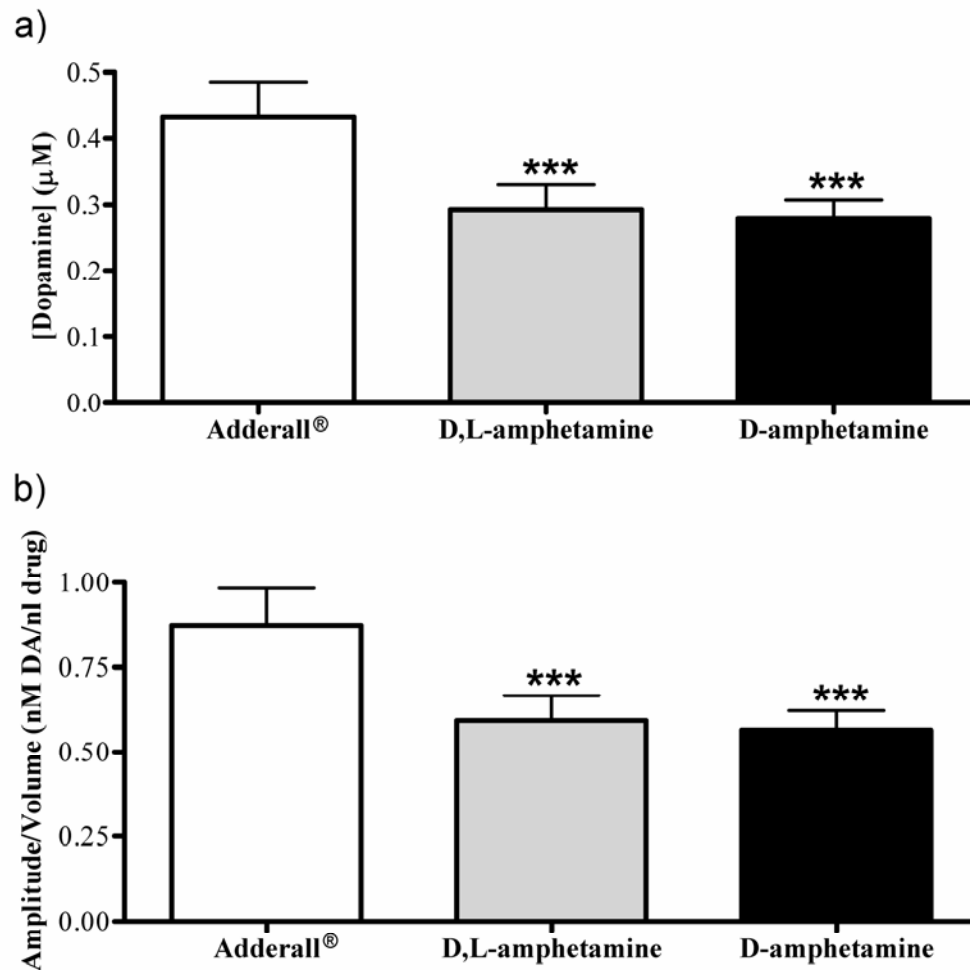 a)
[Dopamine] (μM)
0.5
0.4
0.3
0.2
0.1
0.0
***
***
Adderall®
D,L-amphetamine
D-amphetamine
b)
Amplitude/Volume (nM DA/nl drug)
1.00
0.75
0.50
0.25
0.00
***
***
Adderall®
D,L-amphetamine
D-amphetamine